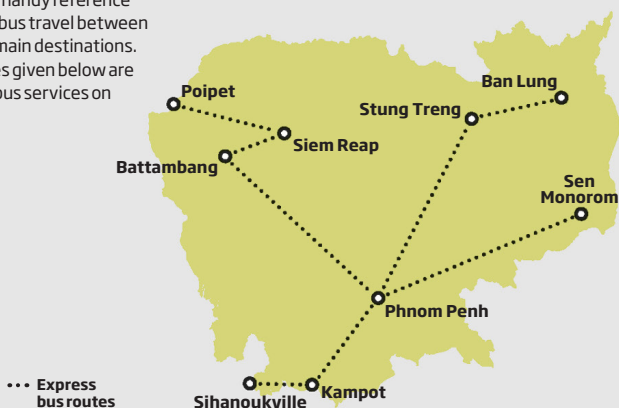 handy reference
bus travel between
main destinations.
es given below are
bus services on
Poipet
Siem Reap
Battambang
Stung Treng
Ban Lung
Sen
Monorom
Phnom Penh
Kampot
Sihanoukville
Express
bus routes